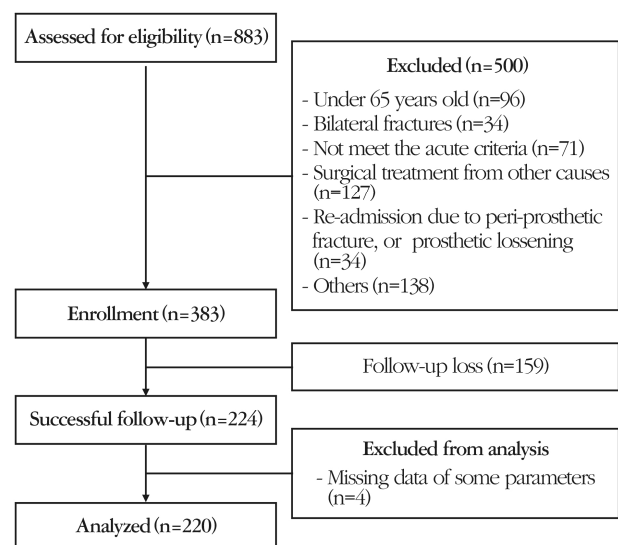 Assessed for eligibility (n=883)
Excluded (n=500)
- Under 65 years old (n=96)
- Bilateral fractures (n=34)
- Not meet the acute criteria (n=71)
- Surgical treatment from other causes
(n=127)
- Re-admission due to peri-prosthetic
fracture, or prosthetic lossening
(n=34)
- Others (n=138)
Enrollment (n=383)
Follow-up loss (n=159)
Successful follow-up (n=224)
Excluded from analysis
- Missing data of some parameters
(n=4)
Analyzed (n=220)